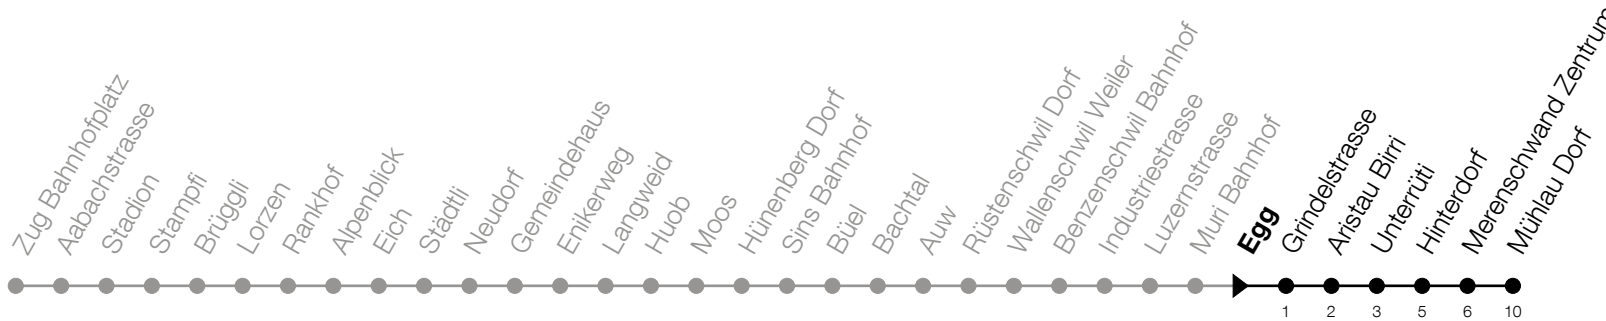 Zug Bahnhofplatz
Aabachstrasse
Stadion
Stampfi
Brüggli
Lorzen
Rankhof
Alpenblick
Eich
Städtli
Neudorf
Gemeindehaus
Enikerweg
Langweid
Huob
Moos
Hünenberg Dorf
Sins Bahnhof
Büel
Bachtal
Auw
Rüstenschwil Dorf
Wallenschwil Weiler
Benzenschwil Bahnhof
Industriestrasse
Luzernstrasse
Muri Bahnhof
Egg
Grindelstrasse
Aristau Birri
Unterrüti
Hinterdorf
Merenschwand Zentrum
Mühlau Dorf
1 2 3 5 6 10